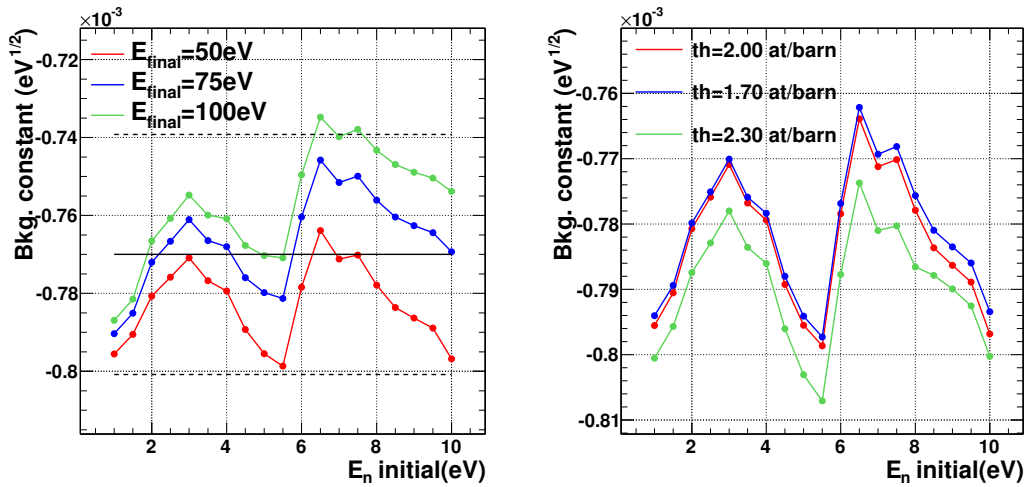 ×10⁻³
Bkg. constant (eV^1/2)
-0.72
-0.74
-0.76
-0.78
-0.8
E_final=50eV
E_final=75eV
E_final=100eV
2 4 6 8 10
E_n initial(eV)
×10⁻³
Bkg. constant (eV^1/2)
-0.76
-0.77
-0.78
-0.79
-0.8
-0.81
th=2.00 at/barn
th=1.70 at/barn
th=2.30 at/barn
2 4 6 8 10
E_n initial(eV)